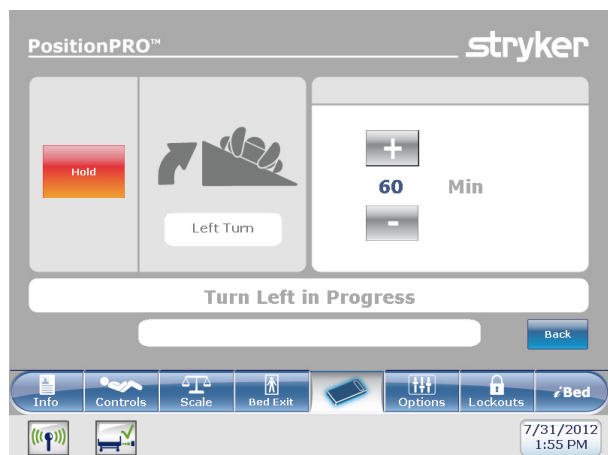 PositionPRO™
stryker
Hold
Left Turn
+
60 Min
-
Turn Left in Progress
Back
Info
Controls
Scale
Bed Exit
Options
Lockouts
iBed
7/31/2012
1:55 PM